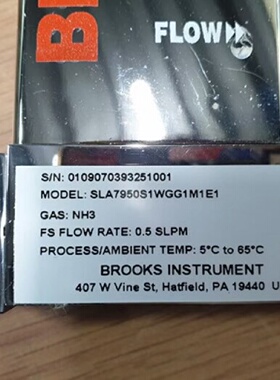 BR
FLOW
S/N: 0109070393251001
MODEL: SLA7950S1WGG1M1E1
GAS: NH3
FS FLOW RATE: 0.5 SLPM
PROCESS/AMBIENT TEMP: 5°C to 65°C
BROOKS INSTRUMENT
407 W Vine St, Hatfield, PA 19440 U